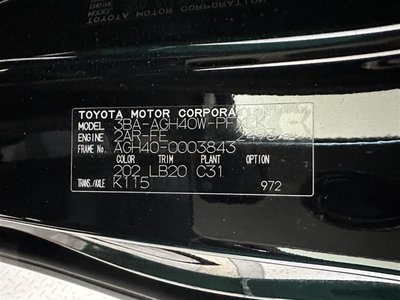 TOYOTA MOTOR CORPORATION JAPAN
MODEL 3BA-AGH40W-PF
ENGINE 2AR-FE
FRAME No. AGH40-0003843
COLOR TRIM PLANT OPTION
202 LB20 C31
TRANS./AXLE K115
972